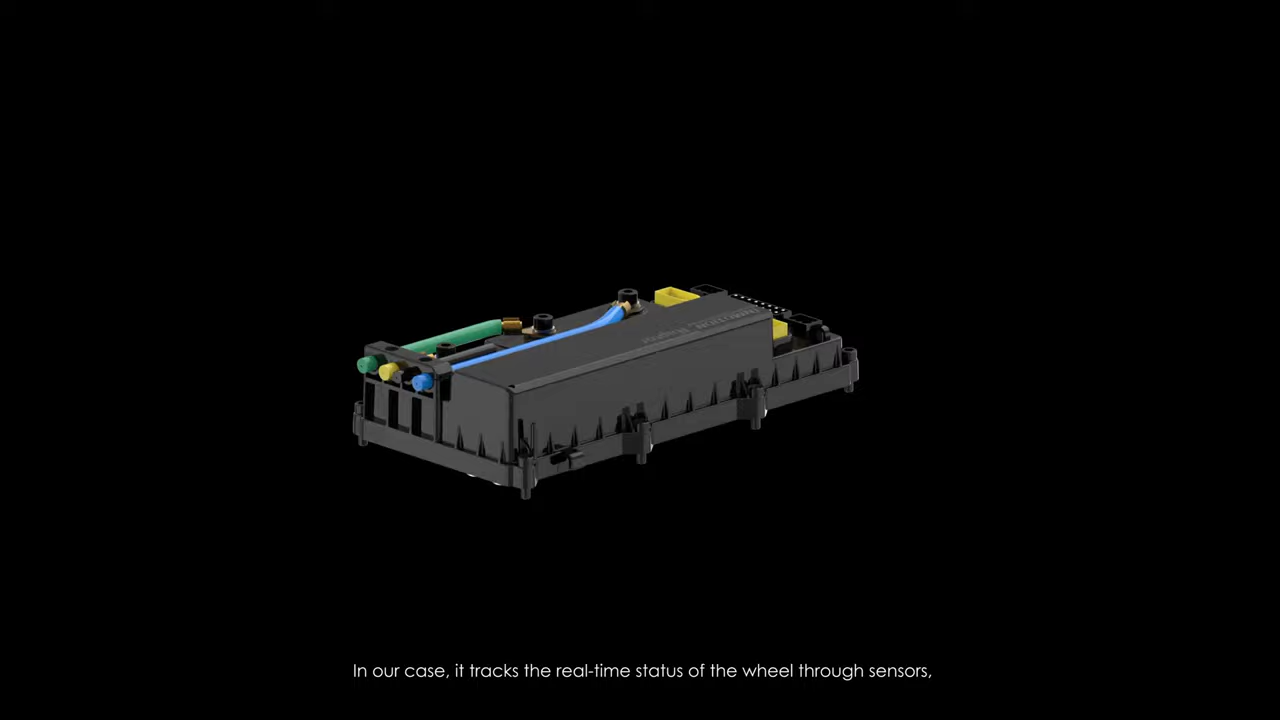 In our case, it tracks the real-time status of the wheel through sensors,